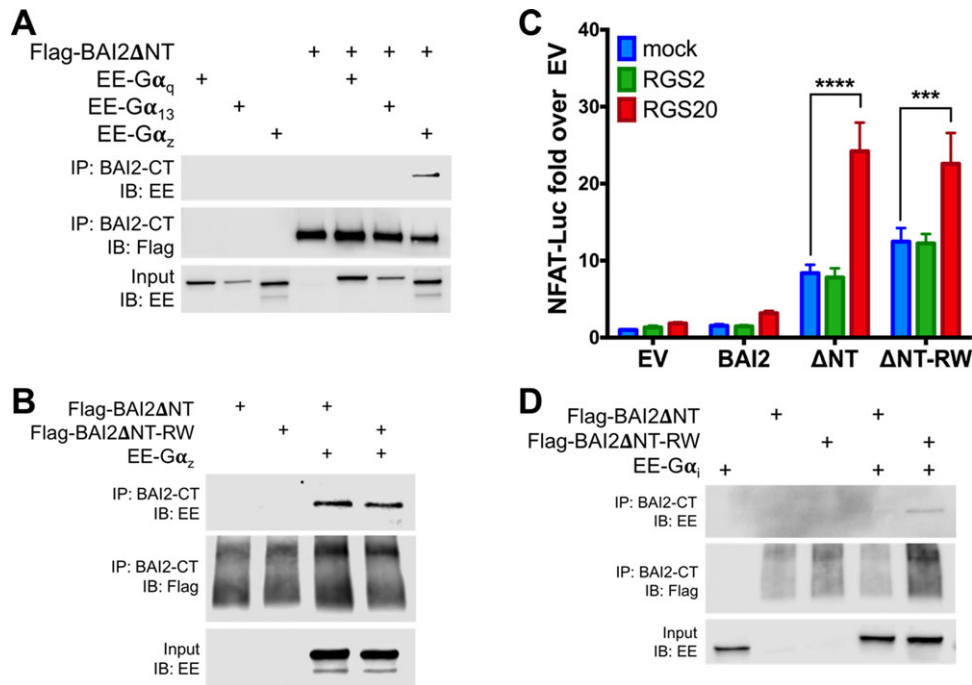 A
Flag-BAI2ΔNT + + + +
EE-Gαq + +
EE-Gα13 + +
EE-Gαz + +
IP: BAI2-CT
IB: EE
IP: BAI2-CT
IB: Flag
Input
IB: EE
B
Flag-BAI2ΔNT + +
Flag-BAI2ΔNT-RW + +
EE-Gαz + +
IP: BAI2-CT
IB: EE
IP: BAI2-CT
IB: Flag
Input
IB: EE
C
NFAT-Luc fold over EV
40
30
20
10
0
mock
RGS2
RGS20
****
***
EV BAI2 ΔNT ΔNT-RW
D
Flag-BAI2ΔNT + +
Flag-BAI2ΔNT-RW + +
EE-Gαi + + +
IP: BAI2-CT
IB: EE
IP: BAI2-CT
IB: Flag
Input
IB: EE